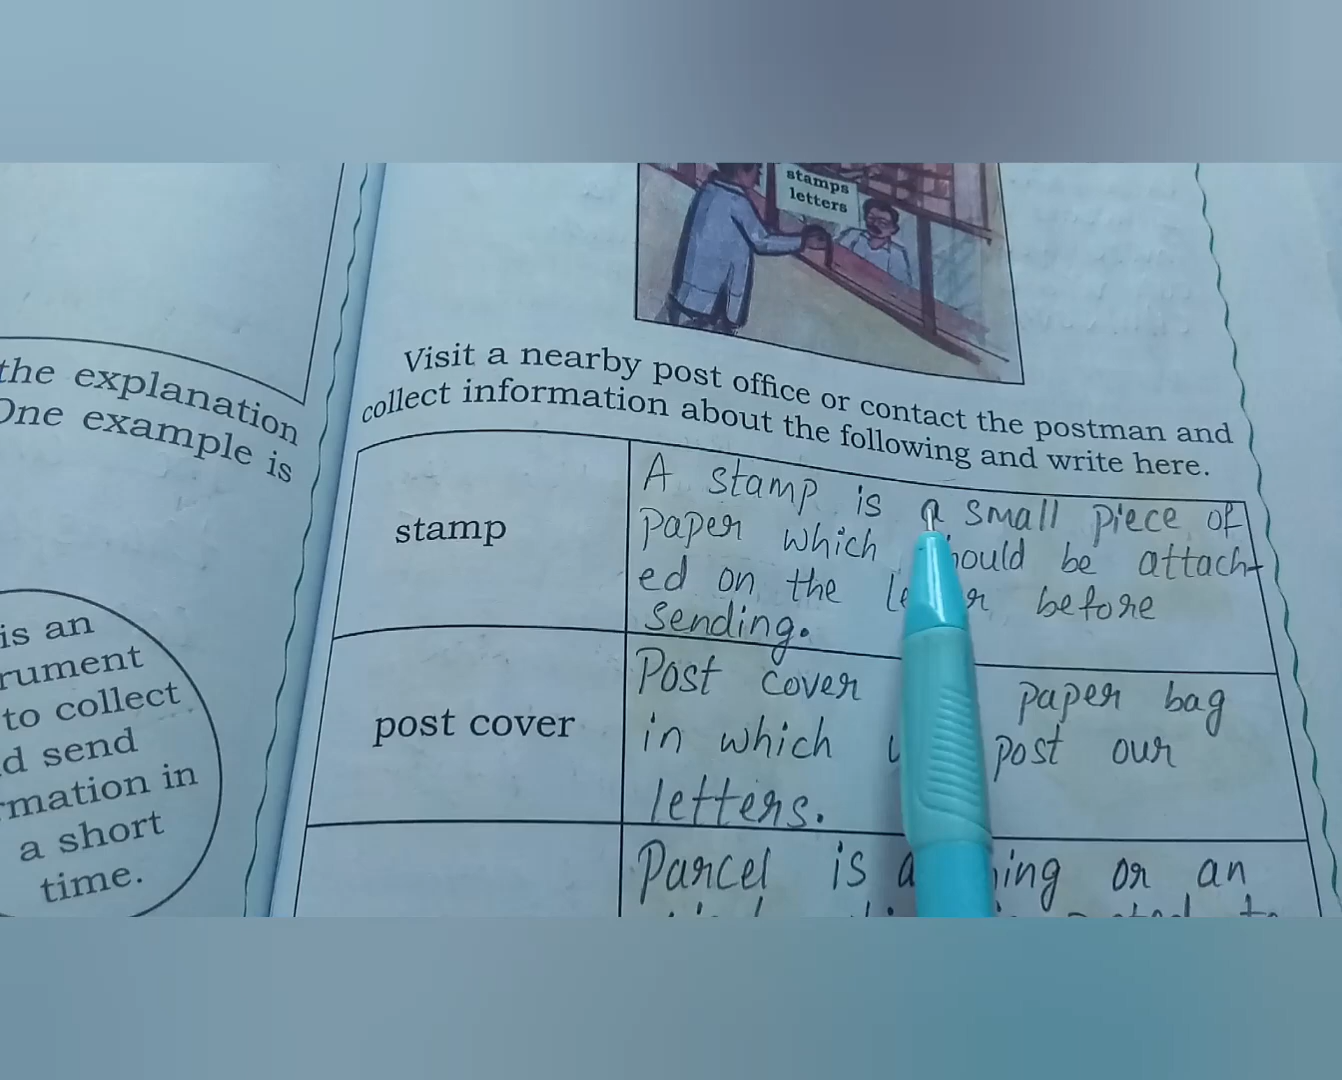 stamps
letters
the explanation
One example is
is an
rument
to collect
d send
rmation in
a short
time.
Visit a nearby post office or contact the postman and
collect information about the following and write here.
stamp
A stamp is a small piece of
paper which should be attach-
ed on the letter before
sending.
post cover
Post cover paper bag
in which post our
letters.
Parcel is a or an